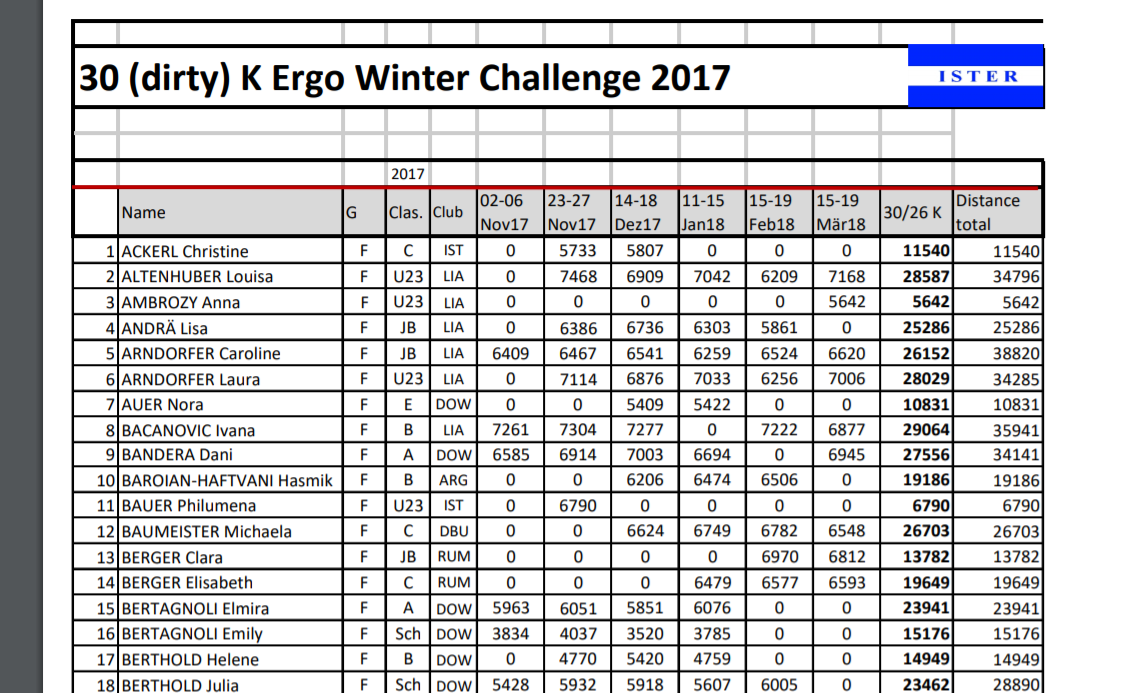 30 (dirty) K Ergo Winter Challenge 2017
ISTER
2017
Name G Clas. Club 02-06 Nov17 23-27 Nov17 14-18 Dez17 11-15 Jan18 15-19 Feb18 15-19 Mär18 30/26 K Distance total
1 ACKERL Christine F C IST 0 5733 5807 0 0 0 11540 11540
2 ALTENHUBER Louisa F U23 LIA 0 7468 6909 7042 6209 7168 28587 34796
3 AMBROZY Anna F U23 LIA 0 0 0 0 0 5642 5642 5642
4 ANDRÄ Lisa F JB LIA 0 6386 6736 6303 5861 0 25286 25286
5 ARNDORFER Caroline F JB LIA 6409 6467 6541 6259 6524 6620 26152 38820
6 ARNDORFER Laura F U23 LIA 0 7114 6876 7033 6256 7006 28029 34285
7 AUER Nora F E DOW 0 0 5409 5422 0 0 10831 10831
8 BACANOVIC Ivana F B LIA 7261 7304 7277 0 7222 6877 29064 35941
9 BANDERA Dani F A DOW 6585 6914 7003 6694 0 6945 27556 34141
10 BAROIAN-HAFTVANI Hasmik F B ARG 0 0 6206 6474 6506 0 19186 19186
11 BAUER Philumena F U23 IST 0 6790 0 0 0 0 6790 6790
12 BAUMEISTER Michaela F C DBU 0 0 6624 6749 6782 6548 26703 26703
13 BERGER Clara F JB RUM 0 0 0 0 6970 6812 13782 13782
14 BERGER Elisabeth F C RUM 0 0 0 6479 6577 6593 19649 19649
15 BERTAGNOLI Elmira F A DOW 5963 6051 5851 6076 0 0 23941 23941
16 BERTAGNOLI Emily F Sch DOW 3834 4037 3520 3785 0 0 15176 15176
17 BERTHOLD Helene F B DOW 0 4770 5420 4759 0 0 14949 14949
18 BERTHOLD Julia F Sch DOW 5428 5932 5918 5607 6005 0 23462 28890